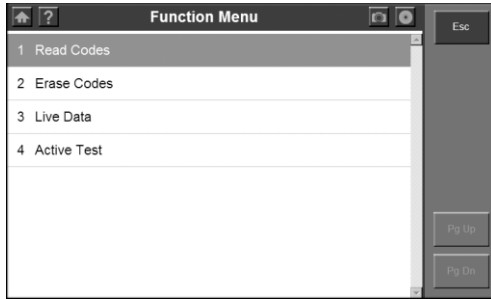 ? Function Menu
Esc
1 Read Codes
2 Erase Codes
3 Live Data
4 Active Test
Pg Up
Pg Dn